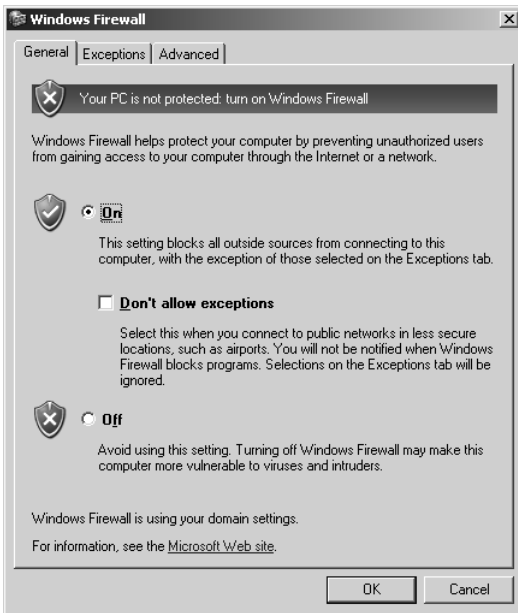 Windows Firewall
General
Exceptions
Advanced
Your PC is not protected: turn on Windows Firewall
Windows Firewall helps protect your computer by preventing unauthorized users
from gaining access to your computer through the Internet or a network.
On
This setting blocks all outside sources from connecting to this
computer, with the exception of those selected on the Exceptions tab.
Don't allow exceptions
Select this when you connect to public networks in less secure
locations, such as airports. You will not be notified when Windows
Firewall blocks programs. Selections on the Exceptions tab will be
ignored.
Off
Avoid using this setting. Turning off Windows Firewall may make this
computer more vulnerable to viruses and intruders.
Windows Firewall is using your domain settings.
For information, see the Microsoft Web site.
OK
Cancel